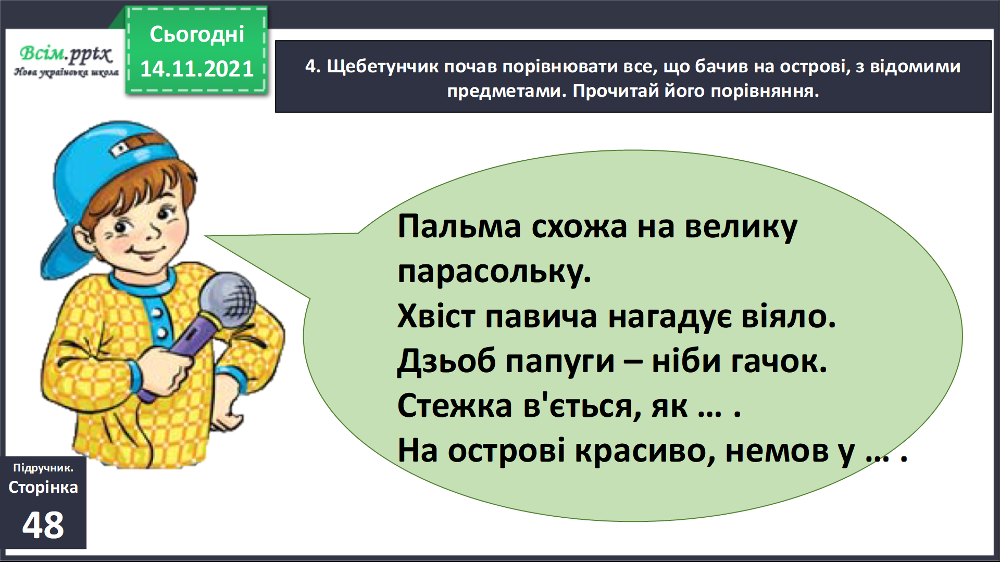 Сьогодні
14.11.2021
Всім.pptx
Нова українська школа
4. Щебетунчик почав порівнювати все, що бачив на острові, з відомими
предметами. Прочитай його порівняння.
Пальма схожа на велику
парасольку.
Хвіст павича нагадує віяло.
Дзьоб папуги – ніби гачок.
Стежка в'ється, як ... .
На острові красиво, немов у ... .
Підручник.
Сторінка
48